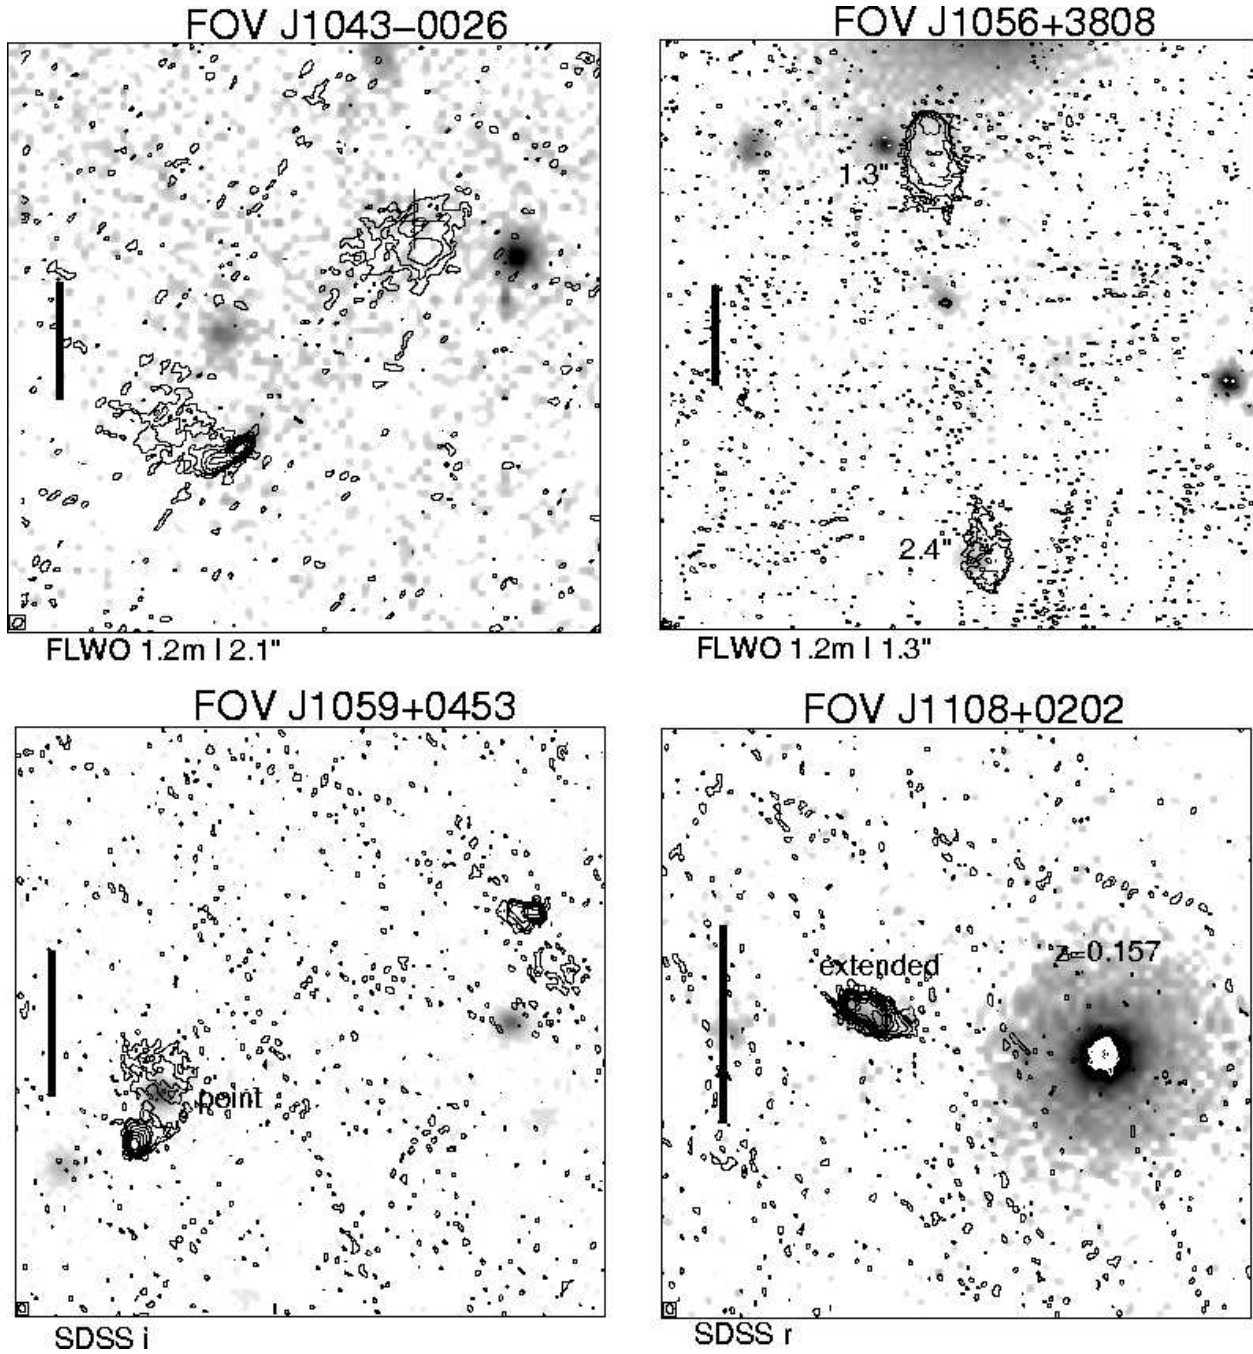 FOV J1043−0026
FOV J1056+3808
1.3"
2.4"
FLWO 1.2m I 2.1"
FLWO 1.2m I 1.3"
FOV J1059+0453
FOV J1108+0202
z=0.157
extended
point
SDSS i
SDSS r